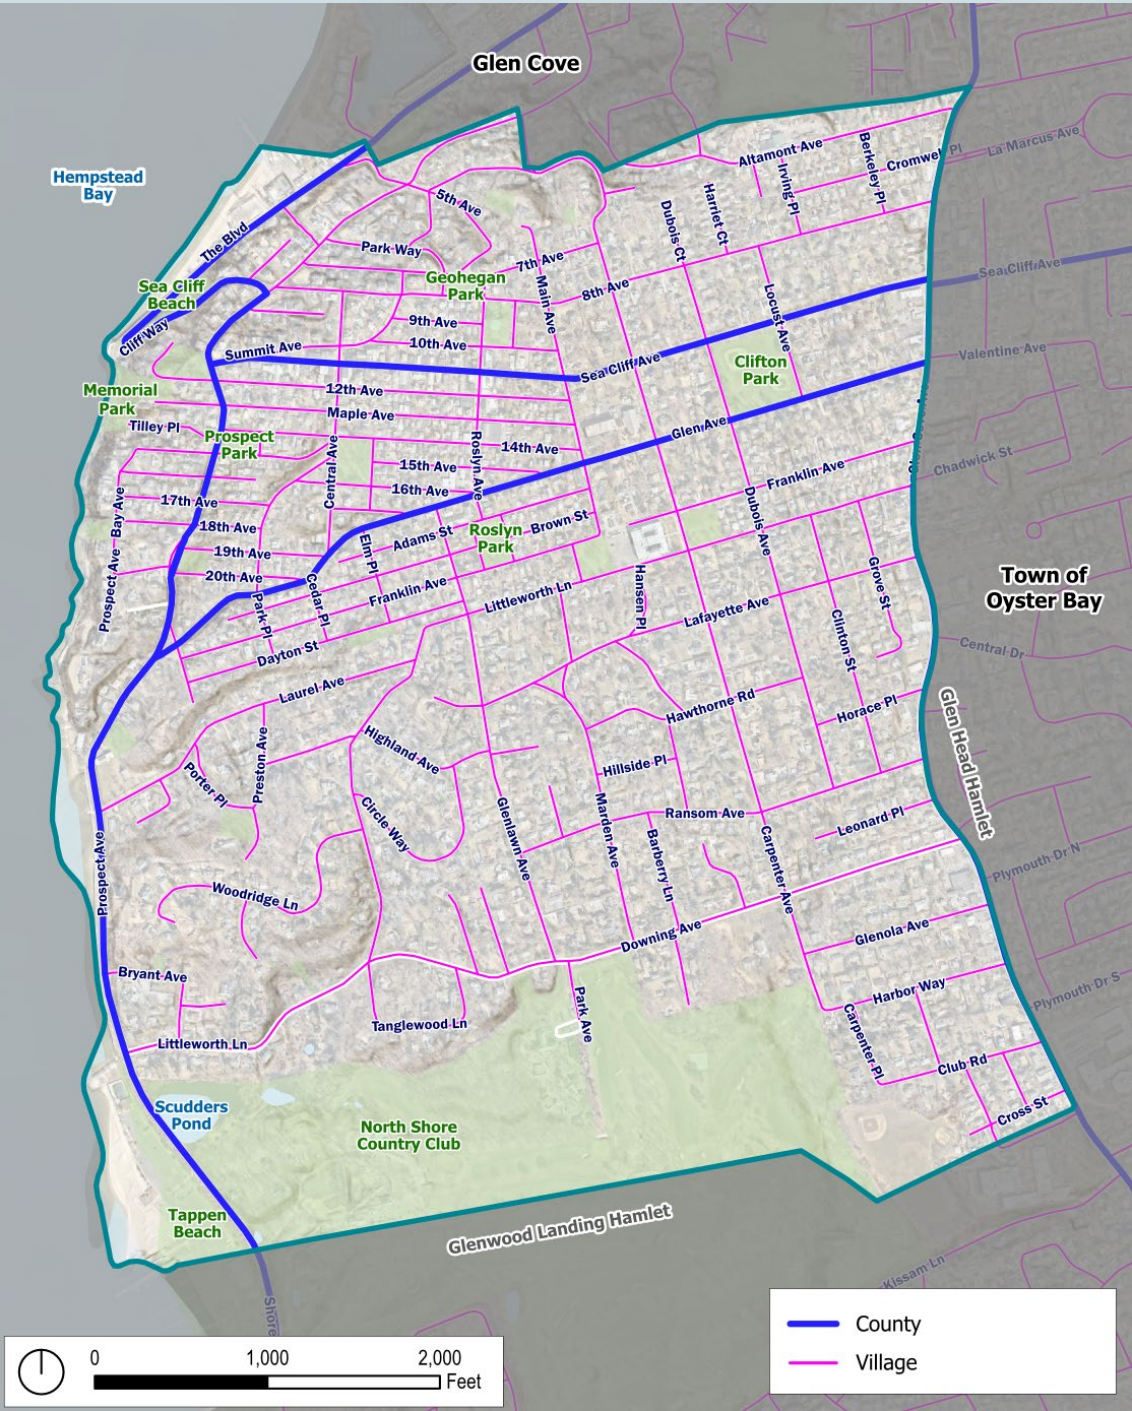 Glen Cove
Hempstead
Bay
Altamont Ave
Berkeley Pl
Cromwell Pl
La Marcus Ave
Irving Pl
Harriet Ct
Dubois Ct
5th Ave
The Blvd
Park Way
7th Ave
Geohegan
Park
8th Ave
Main Ave
Locust Ave
Sea Cliff Ave
Sea Cliff
Beach
Cliff Way
9th Ave
10th Ave
Summit Ave
Sea Cliff Ave
Clifton
Park
Valentine Ave
Memorial
Park
12th Ave
Maple Ave
Tilley Pl
Prospect
Park
Glen Ave
14th Ave
15th Ave
16th Ave
Roslyn Ave
Central Ave
Franklin Ave
Chadwick St
17th Ave
18th Ave
19th Ave
20th Ave
Bay Ave
Prospect Ave
Elm Pl
Adams St
Roslyn
Park
Brown St
Dubois Ave
Town of
Oyster Bay
Cedar Pl
Park Pl
Franklin Ave
Littleworth Ln
Hansen Pl
Lafayette Ave
Grove St
Clinton St
Central Dr
Dayton St
Laurel Ave
Hawthorne Rd
Horace Pl
Glen Head Hamlet
Highland Ave
Preston Ave
Porter Pl
Hillside Pl
Circle Way
Glenlawn Ave
Marden Ave
Ransom Ave
Leonard Pl
Barberry Ln
Carpenter Ave
Plymouth Dr N
Prospect Ave
Woodridge Ln
Downing Ave
Glenola Ave
Bryant Ave
Harbor Way
Plymouth Dr S
Tanglewood Ln
Park Ave
Carpenter Pl
Littleworth Ln
Club Rd
Cross St
Scudders
Pond
North Shore
Country Club
Tappen
Beach
Glenwood Landing Hamlet
Kissam Ln
Shore
County
Village
0 1,000 2,000
Feet